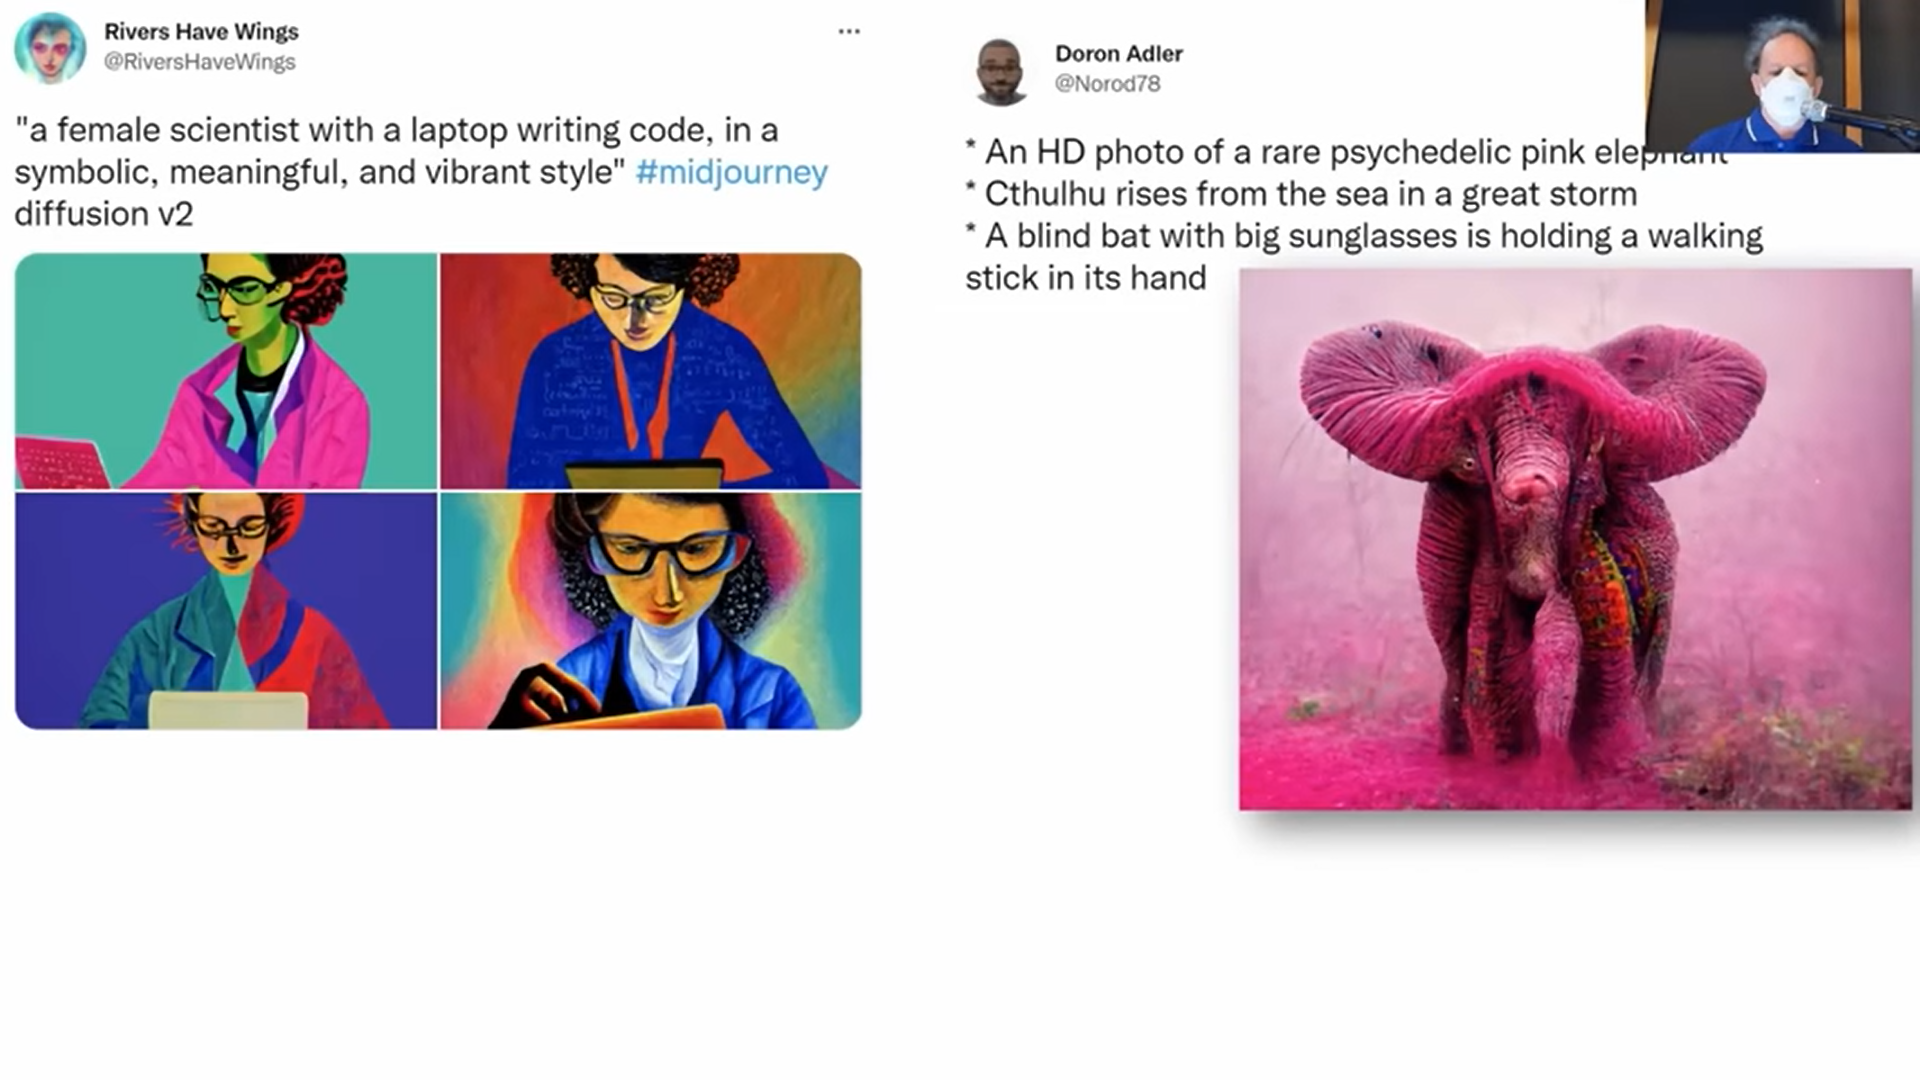 Rivers Have Wings
@RiversHaveWings
"a female scientist with a laptop writing code, in a
symbolic, meaningful, and vibrant style" #midjourney
diffusion v2
Doron Adler
@Norod78
* An HD photo of a rare psychedelic pink elephant
* Cthulhu rises from the sea in a great storm
* A blind bat with big sunglasses is holding a walking
stick in its hand